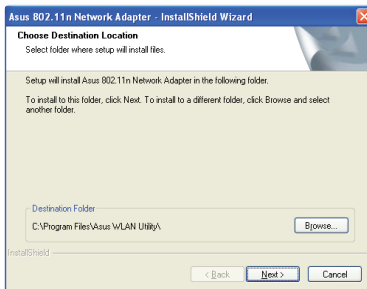 Asus 802.11n Network Adapter - InstallShield Wizard
Choose Destination Location
Select folder where setup will install files.
Setup will install Asus 802.11n Network Adapter in the following folder.
To install to this folder, click Next. To install to a different folder, click Browse and select
another folder.
Destination Folder
C:\Program Files\Asus WLAN Utility\
Browse...
InstallShield
< Back
Next >
Cancel